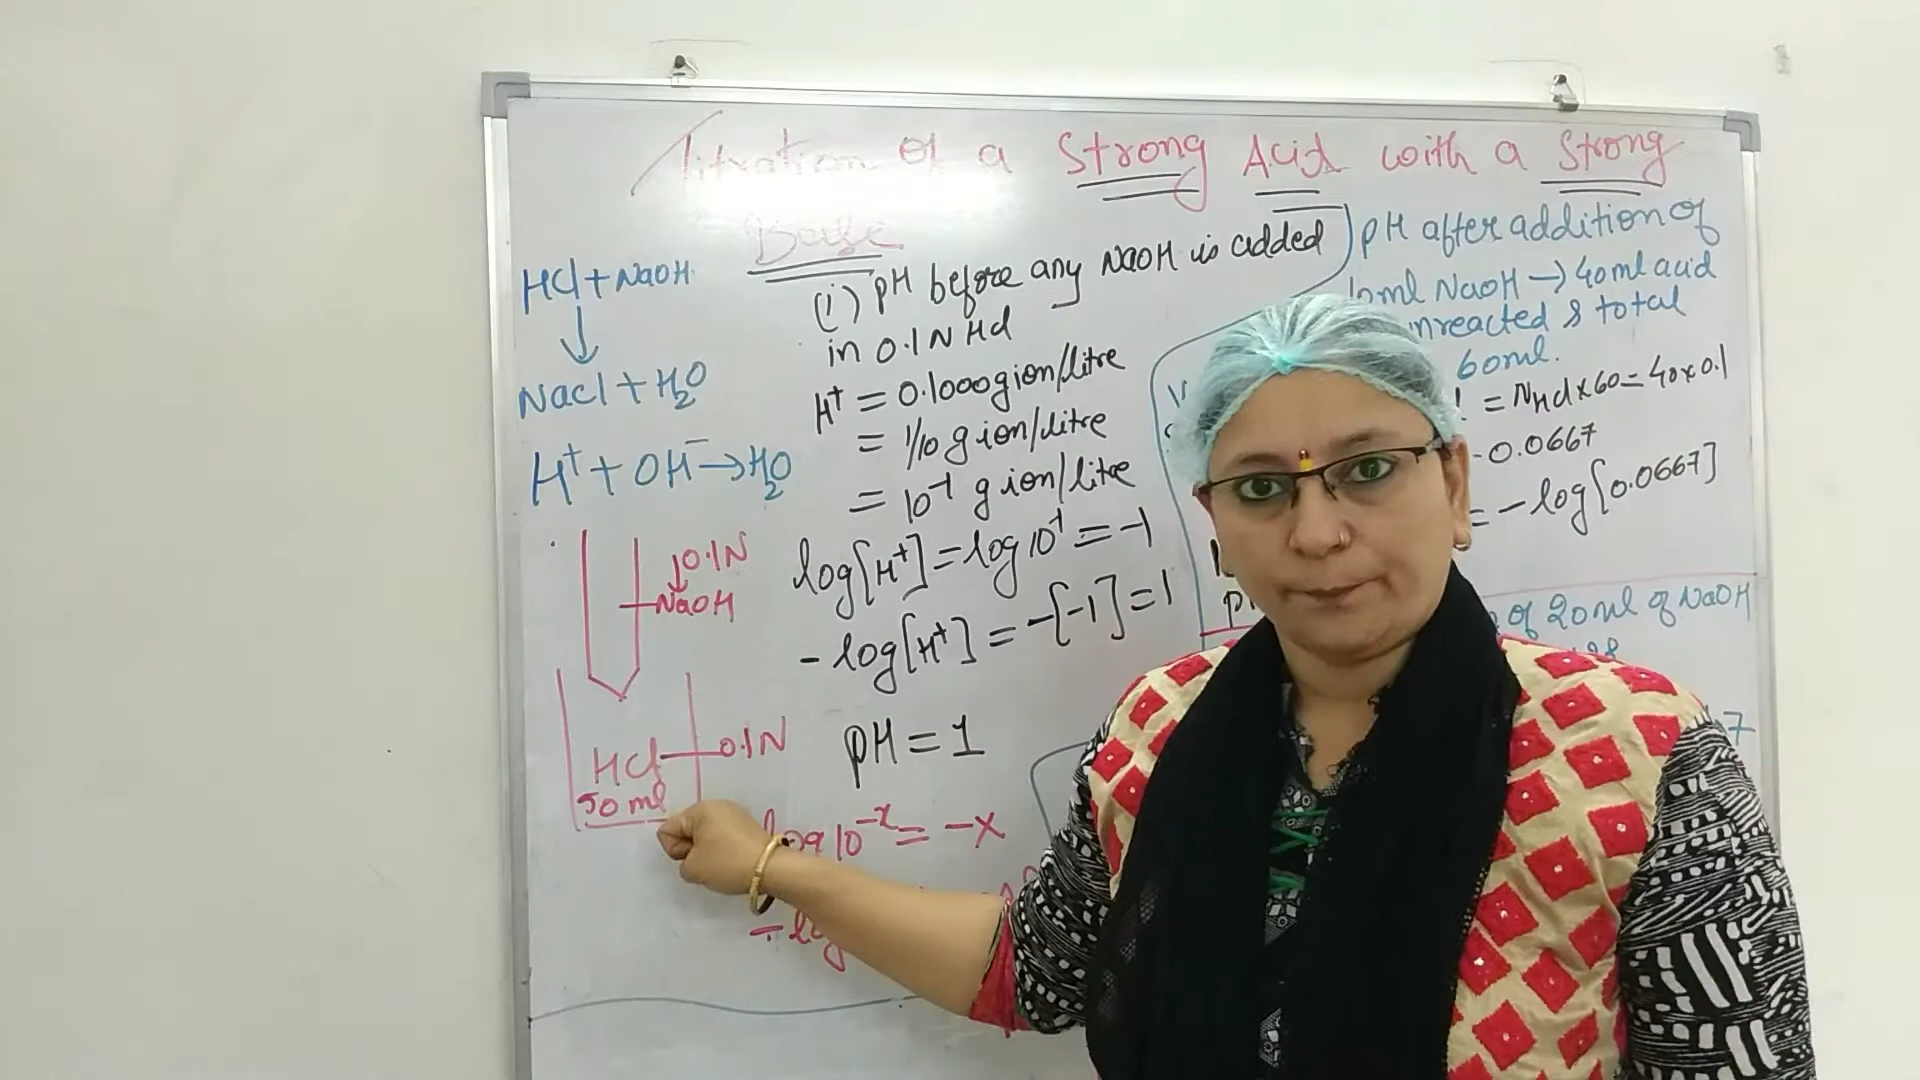 Titration of a Strong Acid with a Strong
Base
HCl + NaOH
↓
NaCl + H₂O
H⁺ + OH⁻ → H₂O
0.1N
↓
NaOH
HCl 0.1N
50 ml
(i) pH before any NaOH is added
in 0.1 N HCl
H⁺ = 0.1000 g ion/litre
= 1/10 g ion/litre
= 10⁻¹ g ion/litre
log[H⁺] = log 10⁻¹ = -1
- log[H⁺] = -[-1] = 1
pH = 1
log 10⁻ˣ = -x
- log
pH after addition of
10ml NaOH → 40ml acid
unreacted & total
60ml.
= NHCl × 60 = 40 × 0.1
0.0667
= - log[0.0667]
of 20ml of NaOH
7